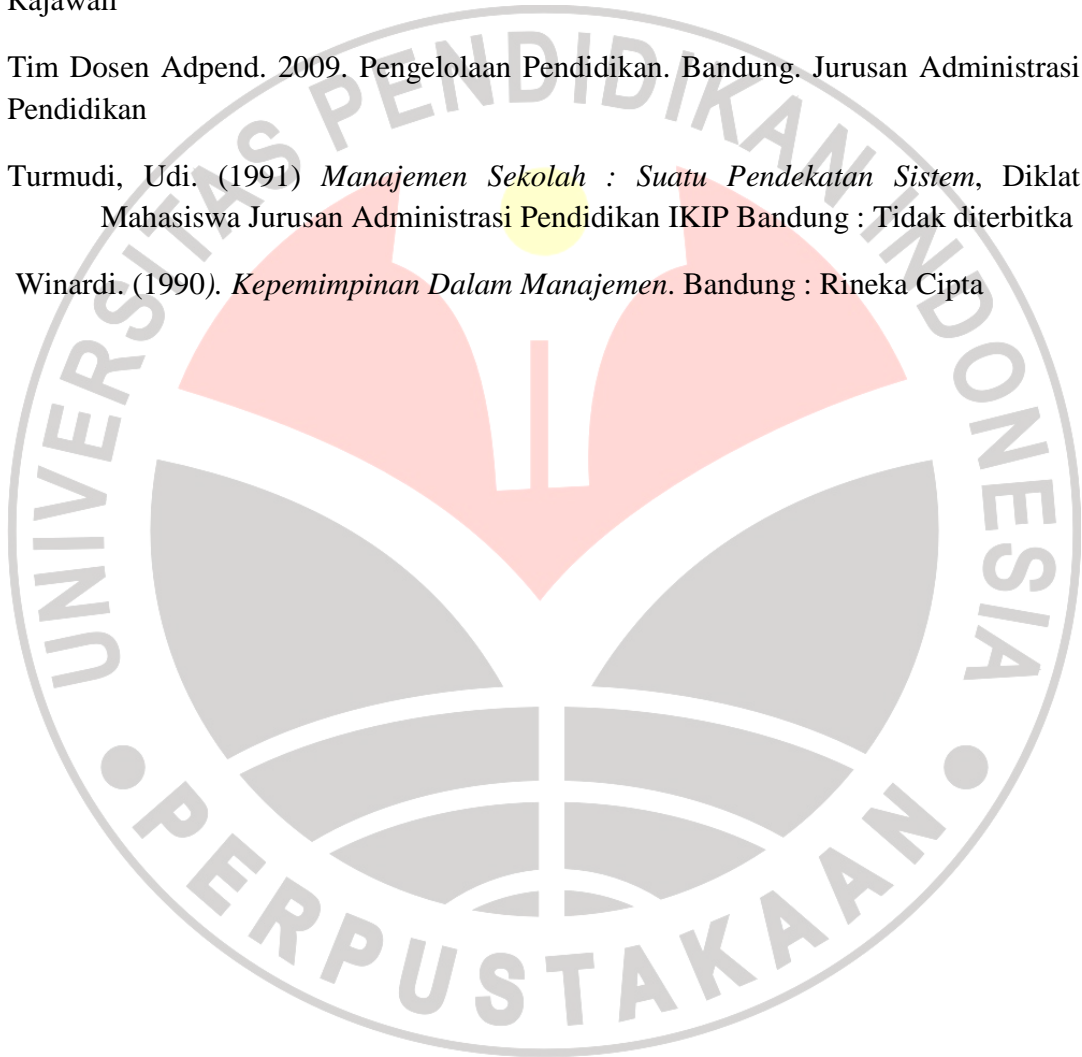 Tim Dosen Adpend. 2009. Pengelolaan Pendidikan. Bandung. Jurusan Administrasi
Pendidikan
Turmudi, Udi. (1991) Manajemen Sekolah : Suatu Pendekatan Sistem, Diklat
Mahasiswa Jurusan Administrasi Pendidikan IKIP Bandung : Tidak diterbitka
Winardi. (1990). Kepemimpinan Dalam Manajemen. Bandung : Rineka Cipta
UNIVERSITAS PENDIDIKAN INDONESIA
PERPUSTAKAAN